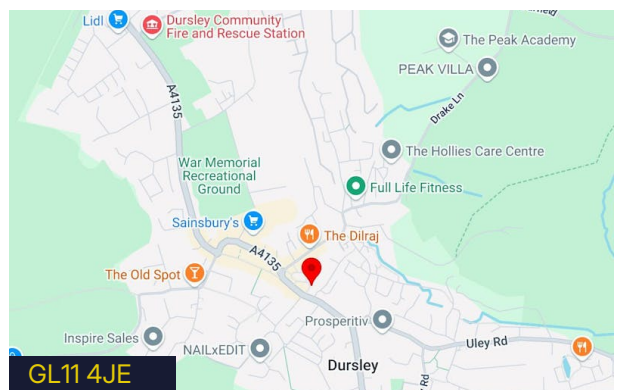 Lidl
Dursley Community
Fire and Rescue Station
The Peak Academy
PEAK VILLA
A4135
Drake Ln
The Hollies Care Centre
War Memorial
Recreational
Ground
Full Life Fitness
Sainsbury's
The Dilraj
A4135
The Old Spot
Prosperitiv
Inspire Sales
NAILxEDIT
Uley Rd
Dursley
Rd
GL11 4JE